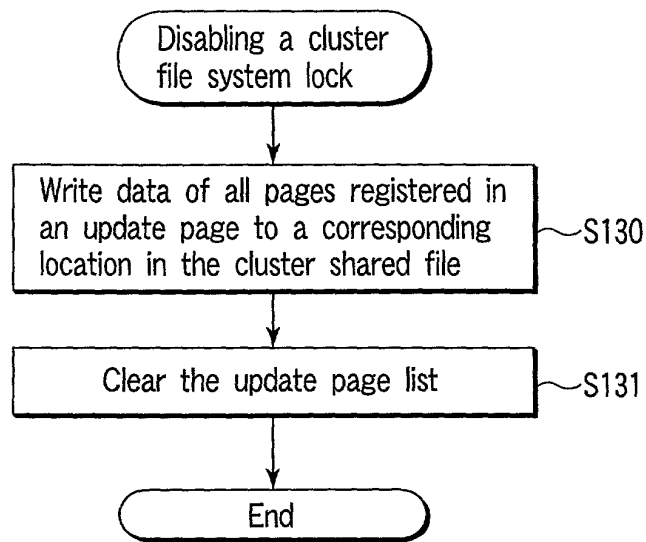 Disabling a cluster
file system lock
Write data of all pages registered in
an update page to a corresponding
location in the cluster shared file
S130
Clear the update page list
S131
End